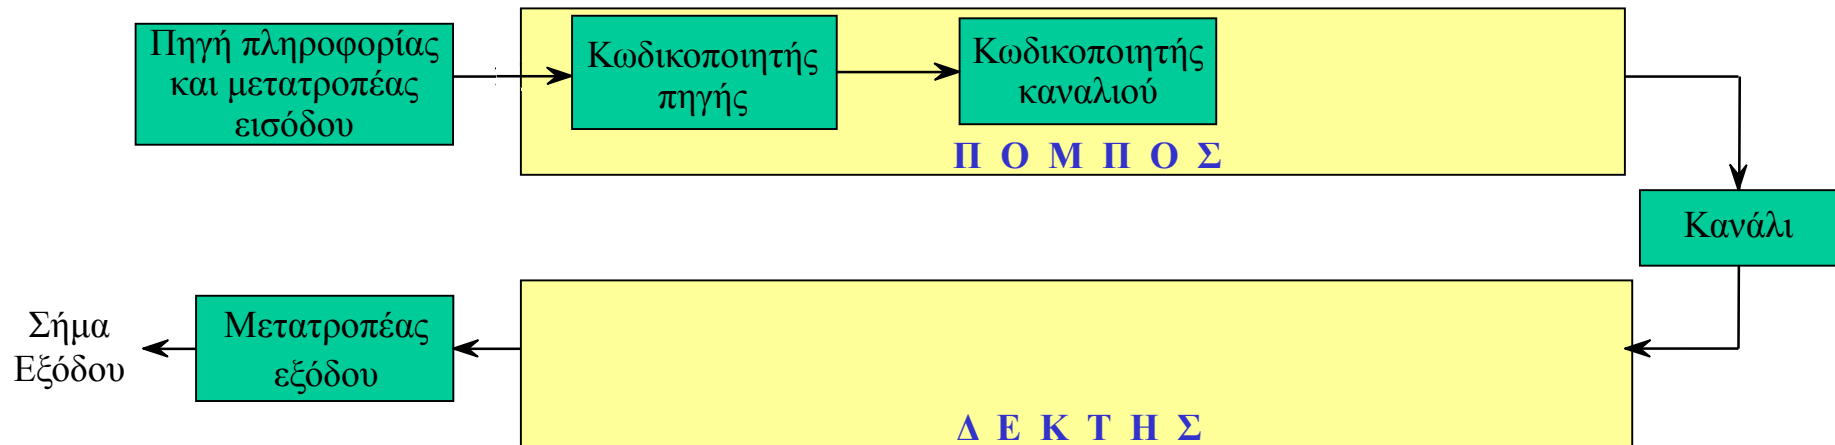 Πηγή πληροφορίας
και μετατροπέας
εισόδου
Κωδικοποιητής
πηγής
Κωδικοποιητής
καναλιού
Π Ο Μ Π Ο Σ
Κανάλι
Σήμα
Εξόδου
Μετατροπέας
εξόδου
Δ Ε Κ Τ Η Σ